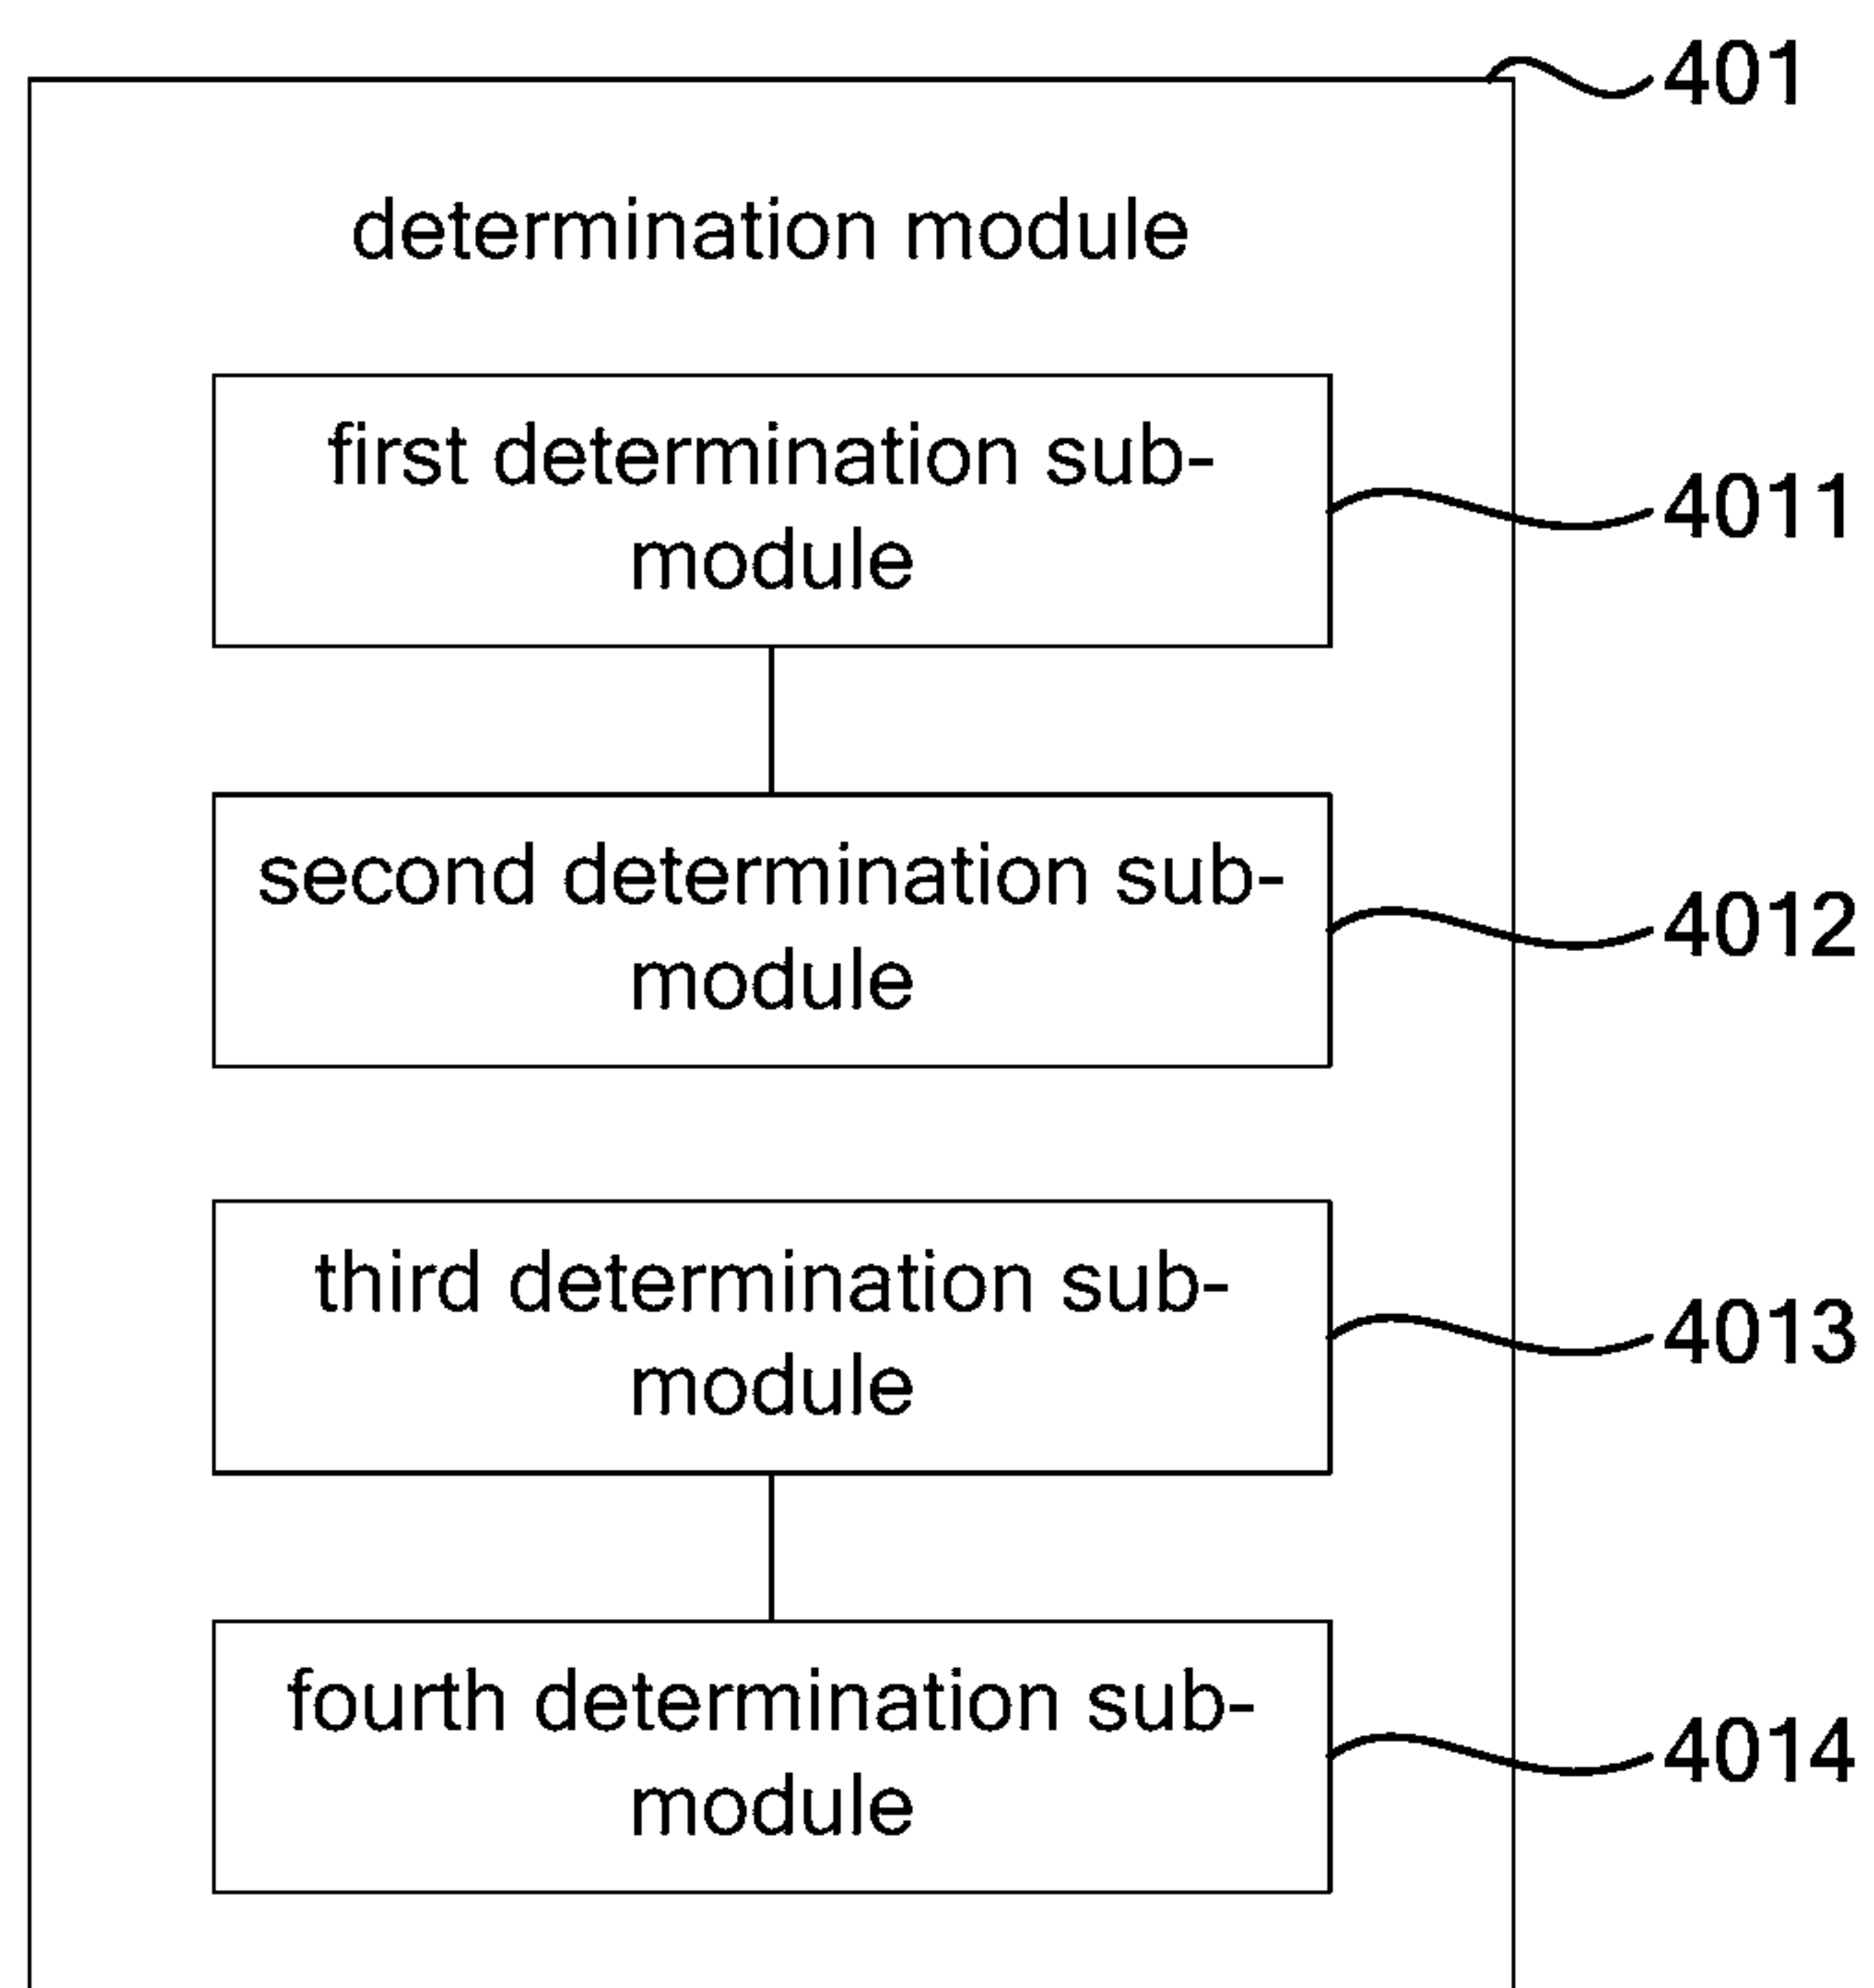 401
determination module
first determination sub-
module
4011
second determination sub-
module
4012
third determination sub-
module
4013
fourth determination sub-
module
4014